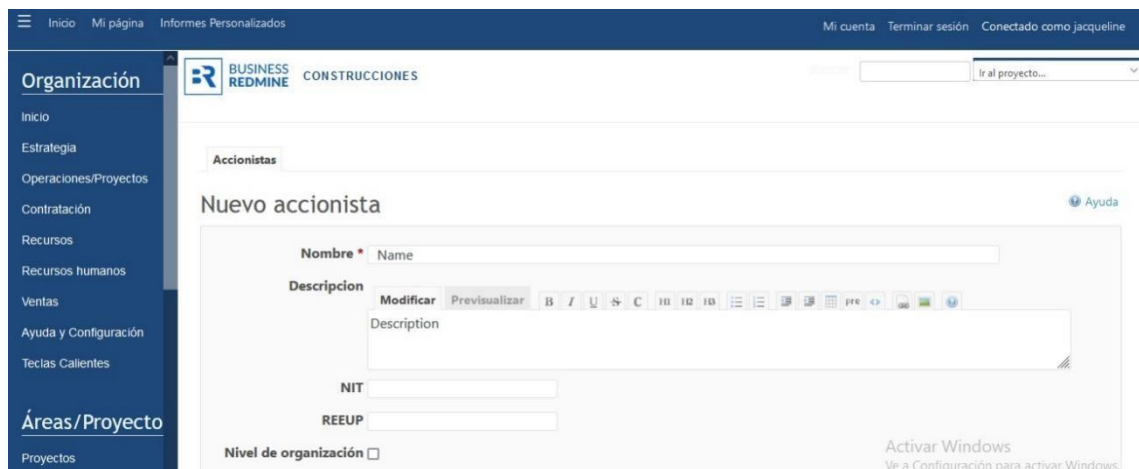 ☰ Inicio Mi página Informes Personalizados Mi cuenta Terminar sesión Conectado como jacqueline
Organización
Inicio
Estrategia
Operaciones/Proyectos
Contratación
Recursos
Recursos humanos
Ventas
Ayuda y Configuración
Teclas Calientes
Áreas/Proyecto
Proyectos
BUSINESS
REDMINE
CONSTRUCCIONES
Ir al proyecto...
Accionistas
Nuevo accionista
Ayuda
Nombre * Name
Descripcion
Modificar Previsualizar B I U S C H1 H2 H3 pre <>
Description
NIT
REEUP
Nivel de organización
Activar Windows
Ve a Configuración para activar Windows.